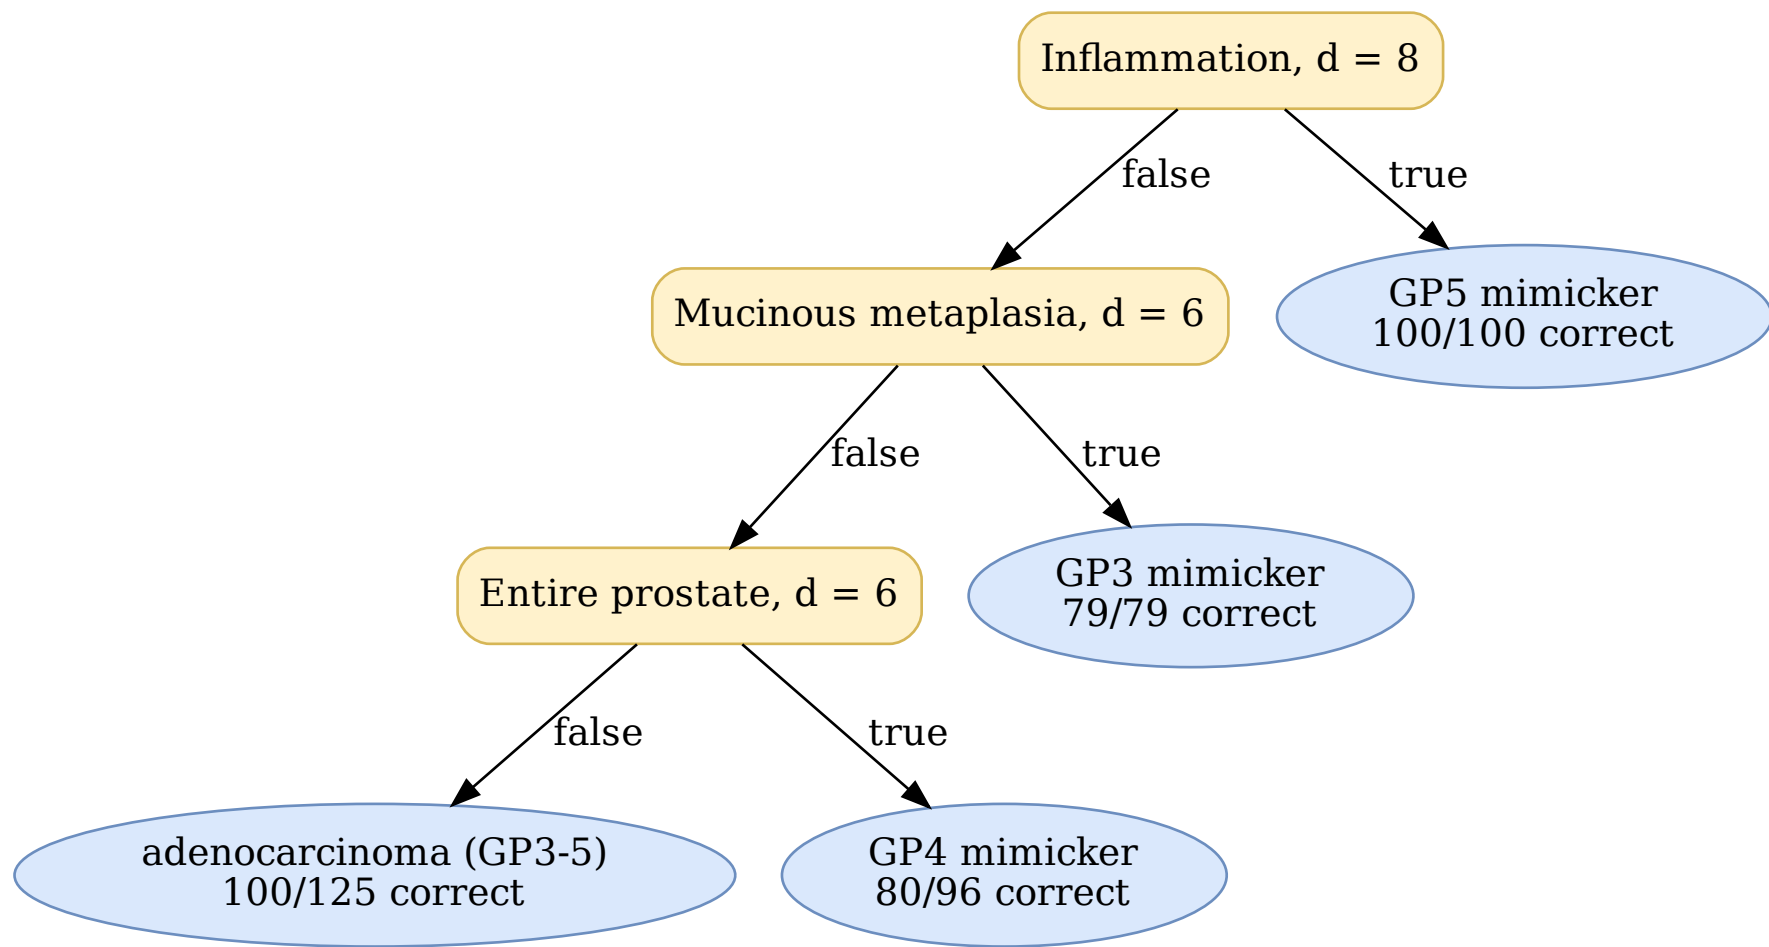 Inflammation, d = 8
false
true
Mucinous metaplasia, d = 6
GP5 mimicker
100/100 correct
false
true
Entire prostate, d = 6
GP3 mimicker
79/79 correct
false
true
adenocarcinoma (GP3-5)
100/125 correct
GP4 mimicker
80/96 correct